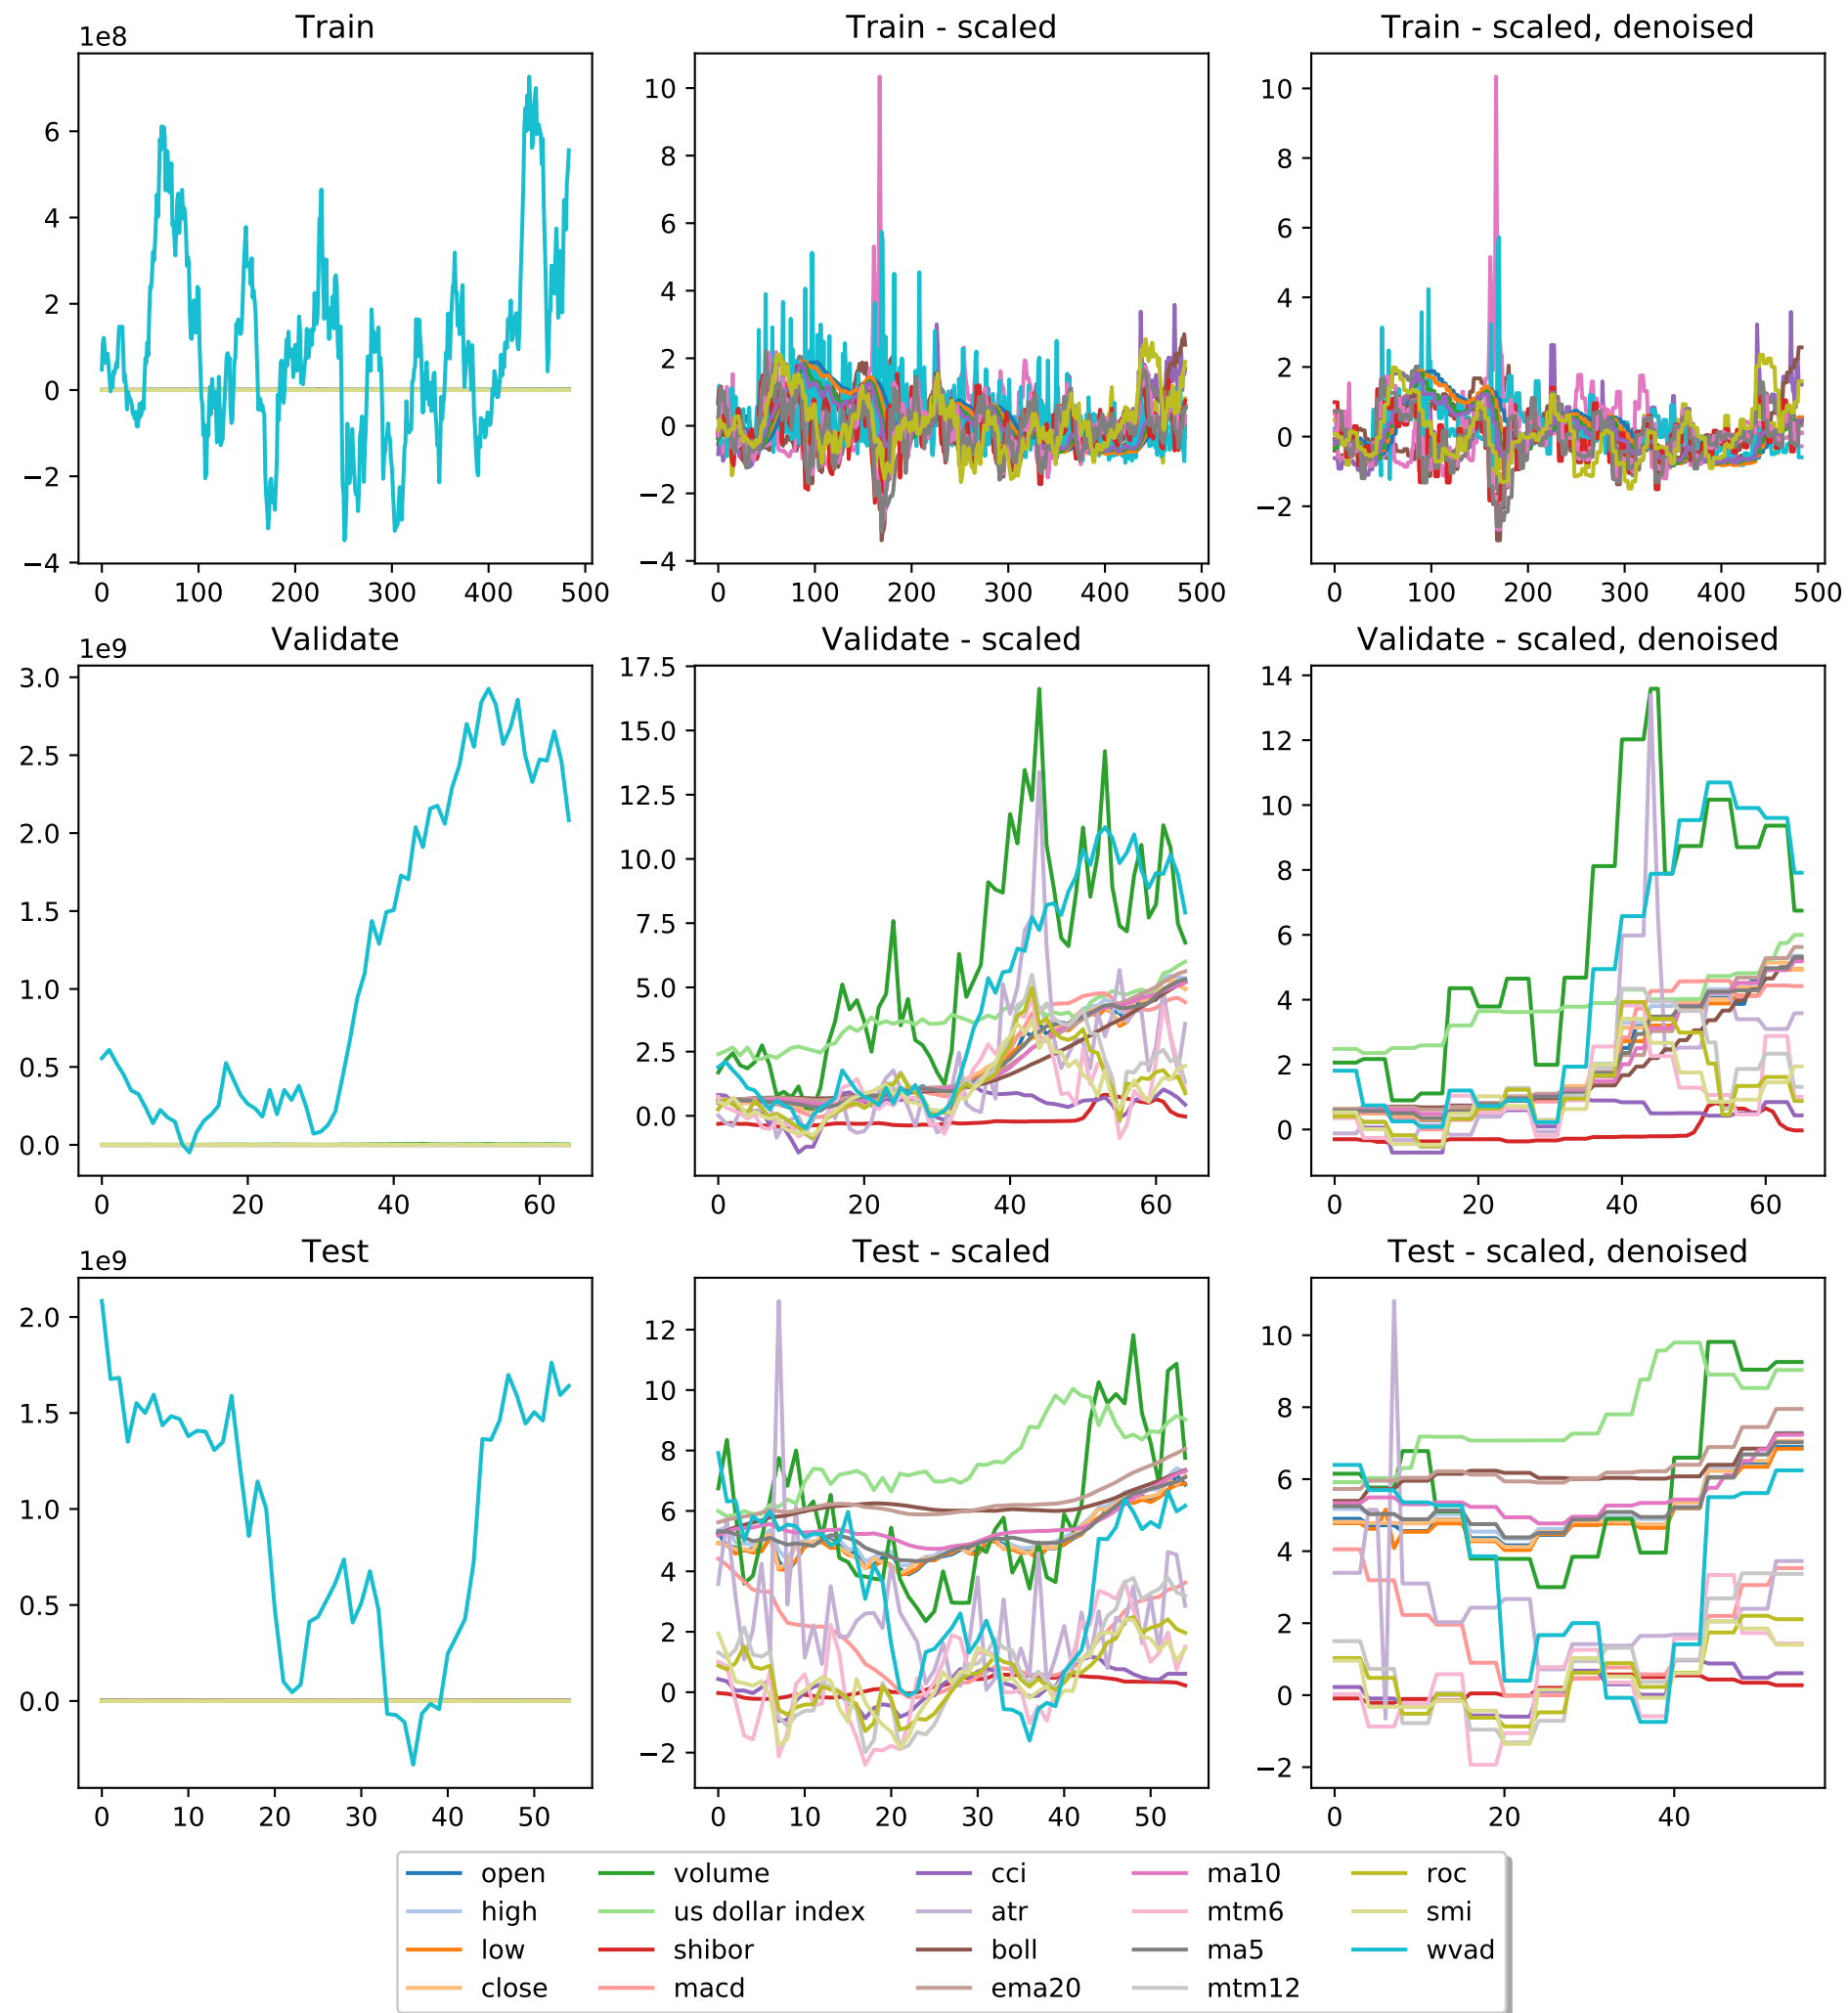 Train
1e8
6
4
2
0
−2
−4
0 100 200 300 400 500
Train - scaled
10
8
6
4
2
0
−2
−4
0 100 200 300 400 500
Train - scaled, denoised
10
8
6
4
2
0
−2
0 100 200 300 400 500
Validate
1e9
3.0
2.5
2.0
1.5
1.0
0.5
0.0
0 20 40 60
Validate - scaled
17.5
15.0
12.5
10.0
7.5
5.0
2.5
0.0
0 20 40 60
Validate - scaled, denoised
14
12
10
8
6
4
2
0
0 20 40 60
Test
1e9
2.0
1.5
1.0
0.5
0.0
0 10 20 30 40 50
Test - scaled
12
10
8
6
4
2
0
−2
0 10 20 30 40 50
Test - scaled, denoised
10
8
6
4
2
0
−2
0 20 40
open
high
low
close
volume
us dollar index
shibor
macd
cci
atr
boll
ema20
ma10
mtm6
ma5
mtm12
roc
smi
wvad